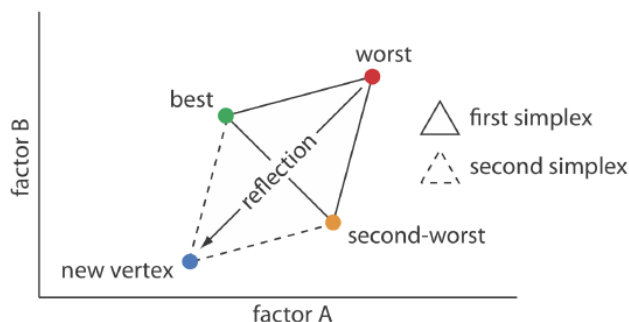 worst
best
first simplex
factor B
reflection
second simplex
second-worst
new vertex
factor A